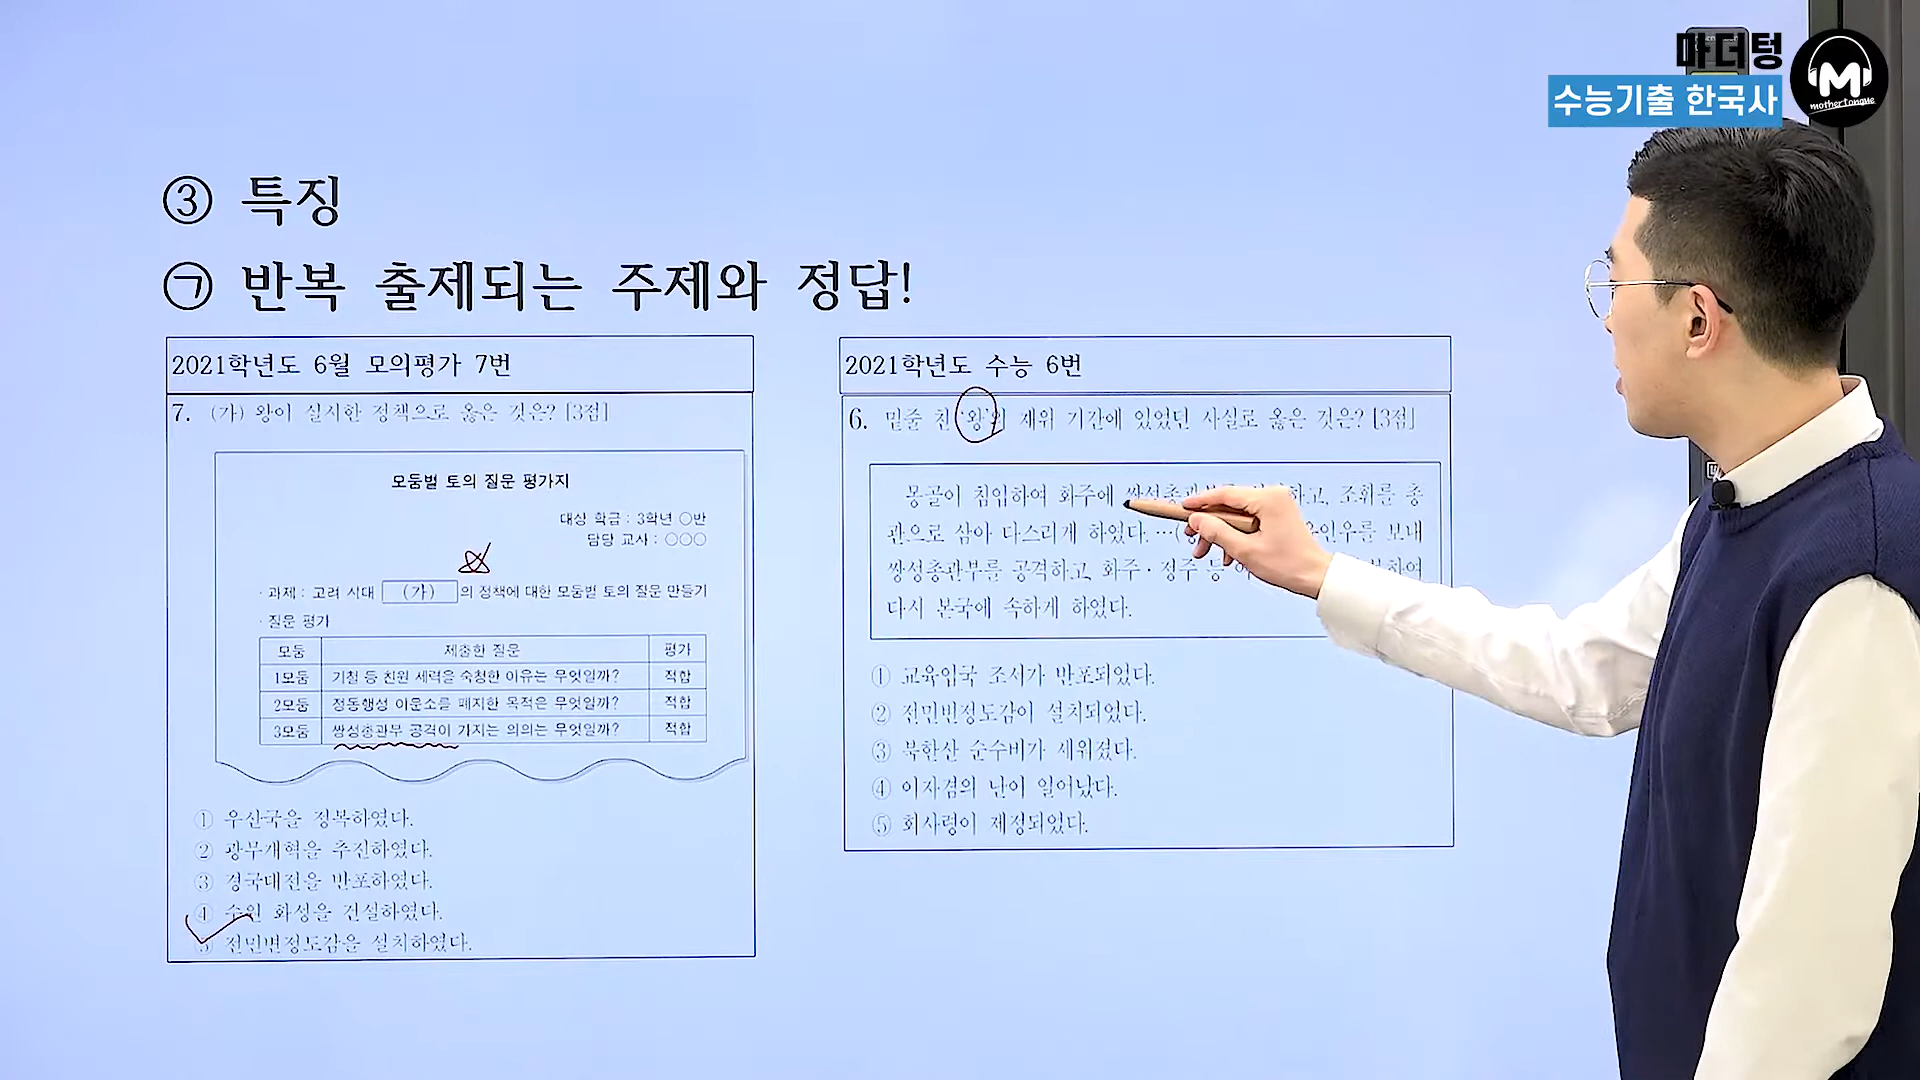 마더텅
수능기출 한국사
M
mothertongue
③ 특징
㉠ 반복 출제되는 주제와 정답!
2021학년도 6월 모의평가 7번
7. (가) 왕이 실시한 정책으로 옳은 것은? [3점]
모둠별 토의 질문 평가지
대상 학급 : 3학년 ○반
담당 교사 : ○○○
· 과제 : 고려 시대 (가) 의 정책에 대한 모둠별 토의 질문 만들기
· 질문 평가
모둠 제출한 질문 평가
1모둠 기철 등 친원 세력을 숙청한 이유는 무엇일까? 적합
2모둠 정동행성 이문소를 폐지한 목적은 무엇일까? 적합
3모둠 쌍성총관부 공격이 가지는 의의는 무엇일까? 적합
① 우산국을 정복하였다.
② 광무개혁을 추진하였다.
③ 경국대전을 반포하였다.
④ 수원 화성을 건설하였다.
⑤ 전민변정도감을 설치하였다.
2021학년도 수능 6번
6. 밑줄 친 '왕'의 재위 기간에 있었던 사실로 옳은 것은? [3점]
몽골이 침입하여 화주에 쌍성총관부를 하고, 조휘를 총
관으로 삼아 다스리게 하였다. …( 유인우를 보내
쌍성총관부를 공격하고, 화주·정주 등
다시 본국에 속하게 하였다.
① 교육입국 조서가 반포되었다.
② 전민변정도감이 설치되었다.
③ 북한산 순수비가 세워졌다.
④ 이자겸의 난이 일어났다.
⑤ 회사령이 제정되었다.